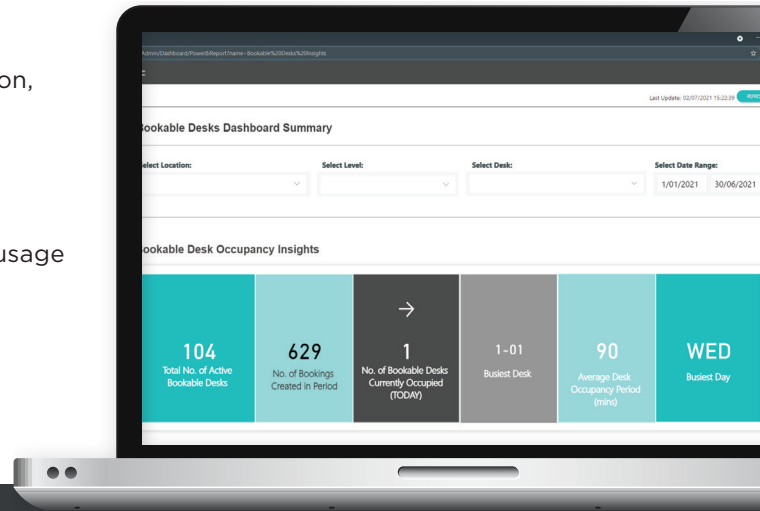 on,
usage
Admin/Dashboard/PowerBIReport?name=Bookable%20Desks%20Insights
Last Update: 02/07/2021 15:22:39
ookable Desks Dashboard Summary
elect Location:
Select Level:
Select Desk:
Select Date Range:
1/01/2021
30/06/2021
ookable Desk Occupancy Insights
104
Total No. of Active
Bookable Desks
629
No. of Bookings
Created in Period
1
No. of Bookable Desks
Currently Occupied
(TODAY)
1-01
Busiest Desk
90
Average Desk
Occupancy Period
(mins)
WED
Busiest Day